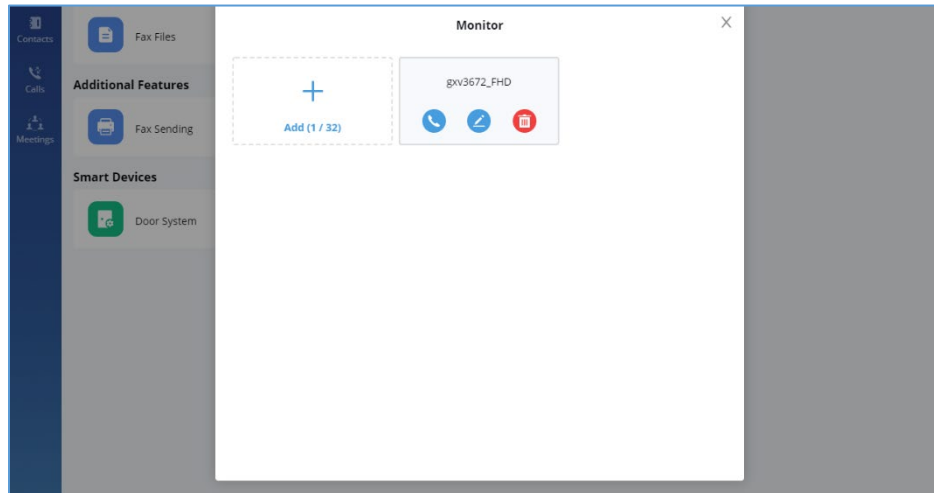 Contacts
Calls
Meetings
Fax Files
Additional Features
Fax Sending
Smart Devices
Door System
Monitor
Add (1 / 32)
gxv3672_FHD